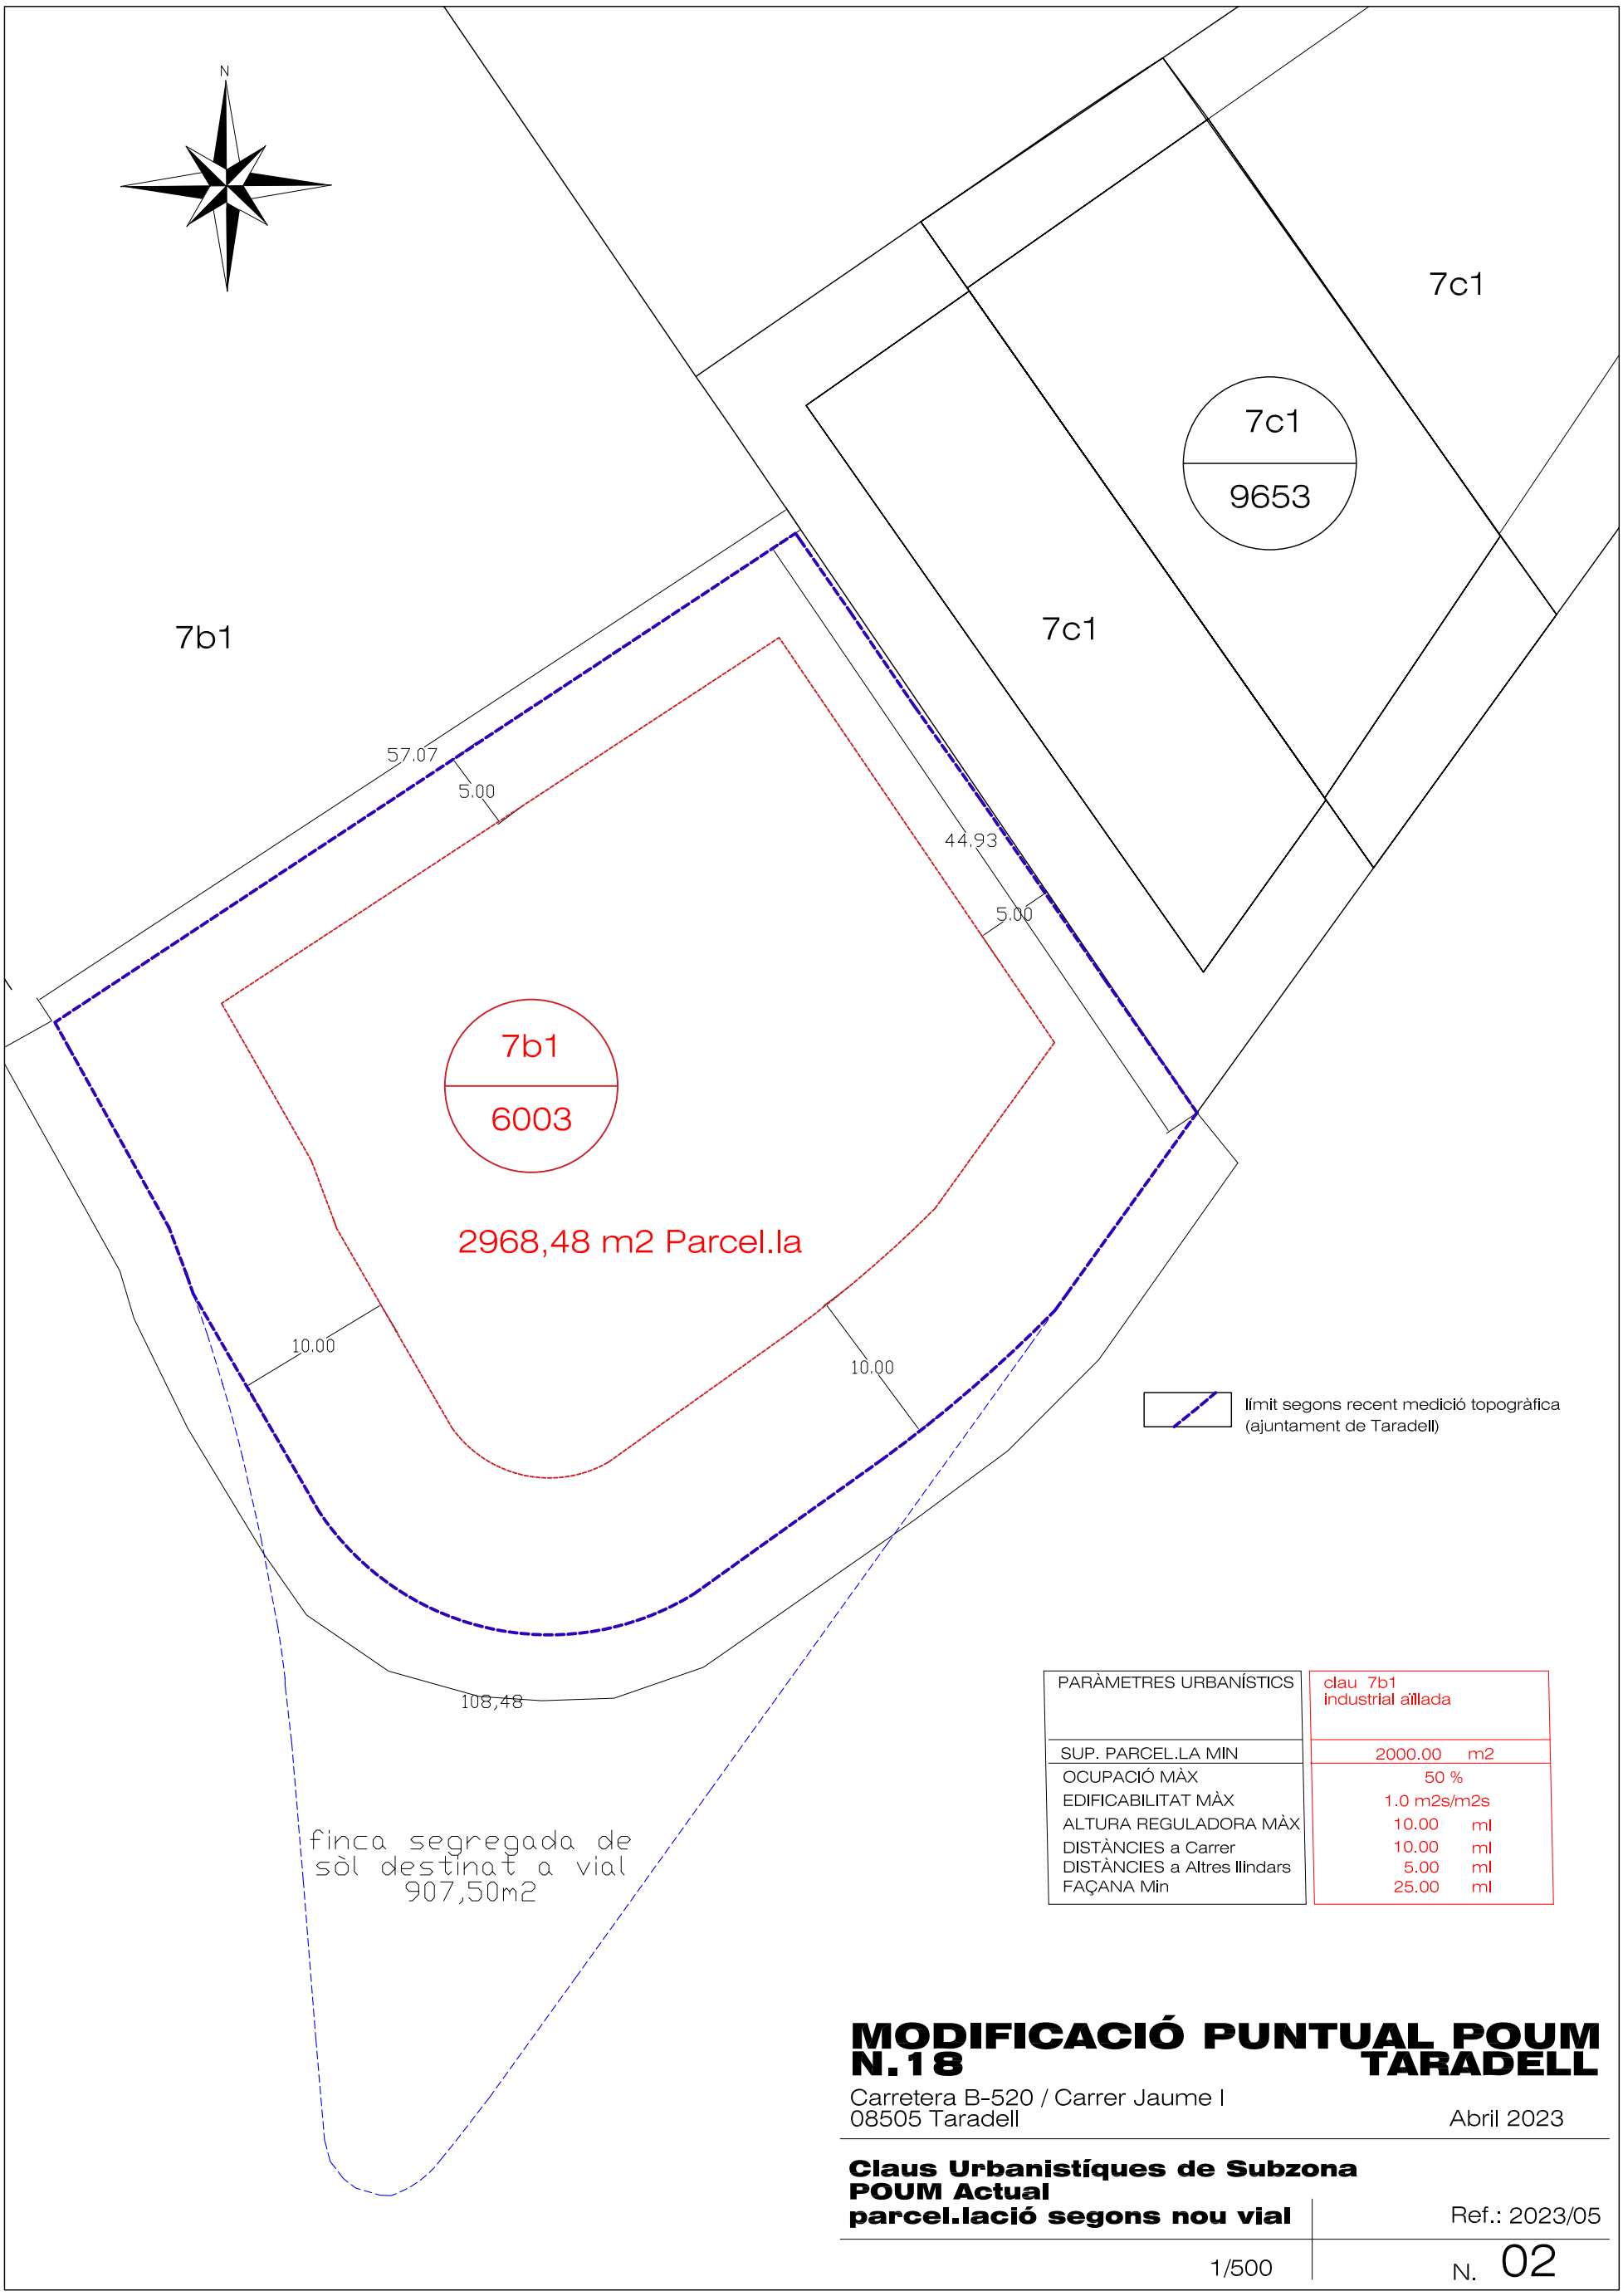 N
7c1
7c1
9653
7c1
7b1
57.07
5.00
44.93
5.00
7b1
6003
2968,48 m2 Parcel.la
10.00
10.00
límit segons recent medició topogràfica
(ajuntament de Taradell)
108,48
finca segregada de
sòl destinat a vial
907,50m2
PARÀMETRES URBANÍSTICS
clau 7b1
industrial aïllada
SUP. PARCEL.LA MIN 2000.00 m2
OCUPACIÓ MÀX 50 %
EDIFICABILITAT MÀX 1.0 m2s/m2s
ALTURA REGULADORA MÀX 10.00 ml
DISTÀNCIES a Carrer 10.00 ml
DISTÀNCIES a Altres llindars 5.00 ml
FAÇANA Min 25.00 ml
MODIFICACIÓ PUNTUAL POUM
N.18 TARADELL
Carretera B-520 / Carrer Jaume I
08505 Taradell Abril 2023
Claus Urbanistíques de Subzona
POUM Actual
parcel.lació segons nou vial Ref.: 2023/05
1/500 N. 02